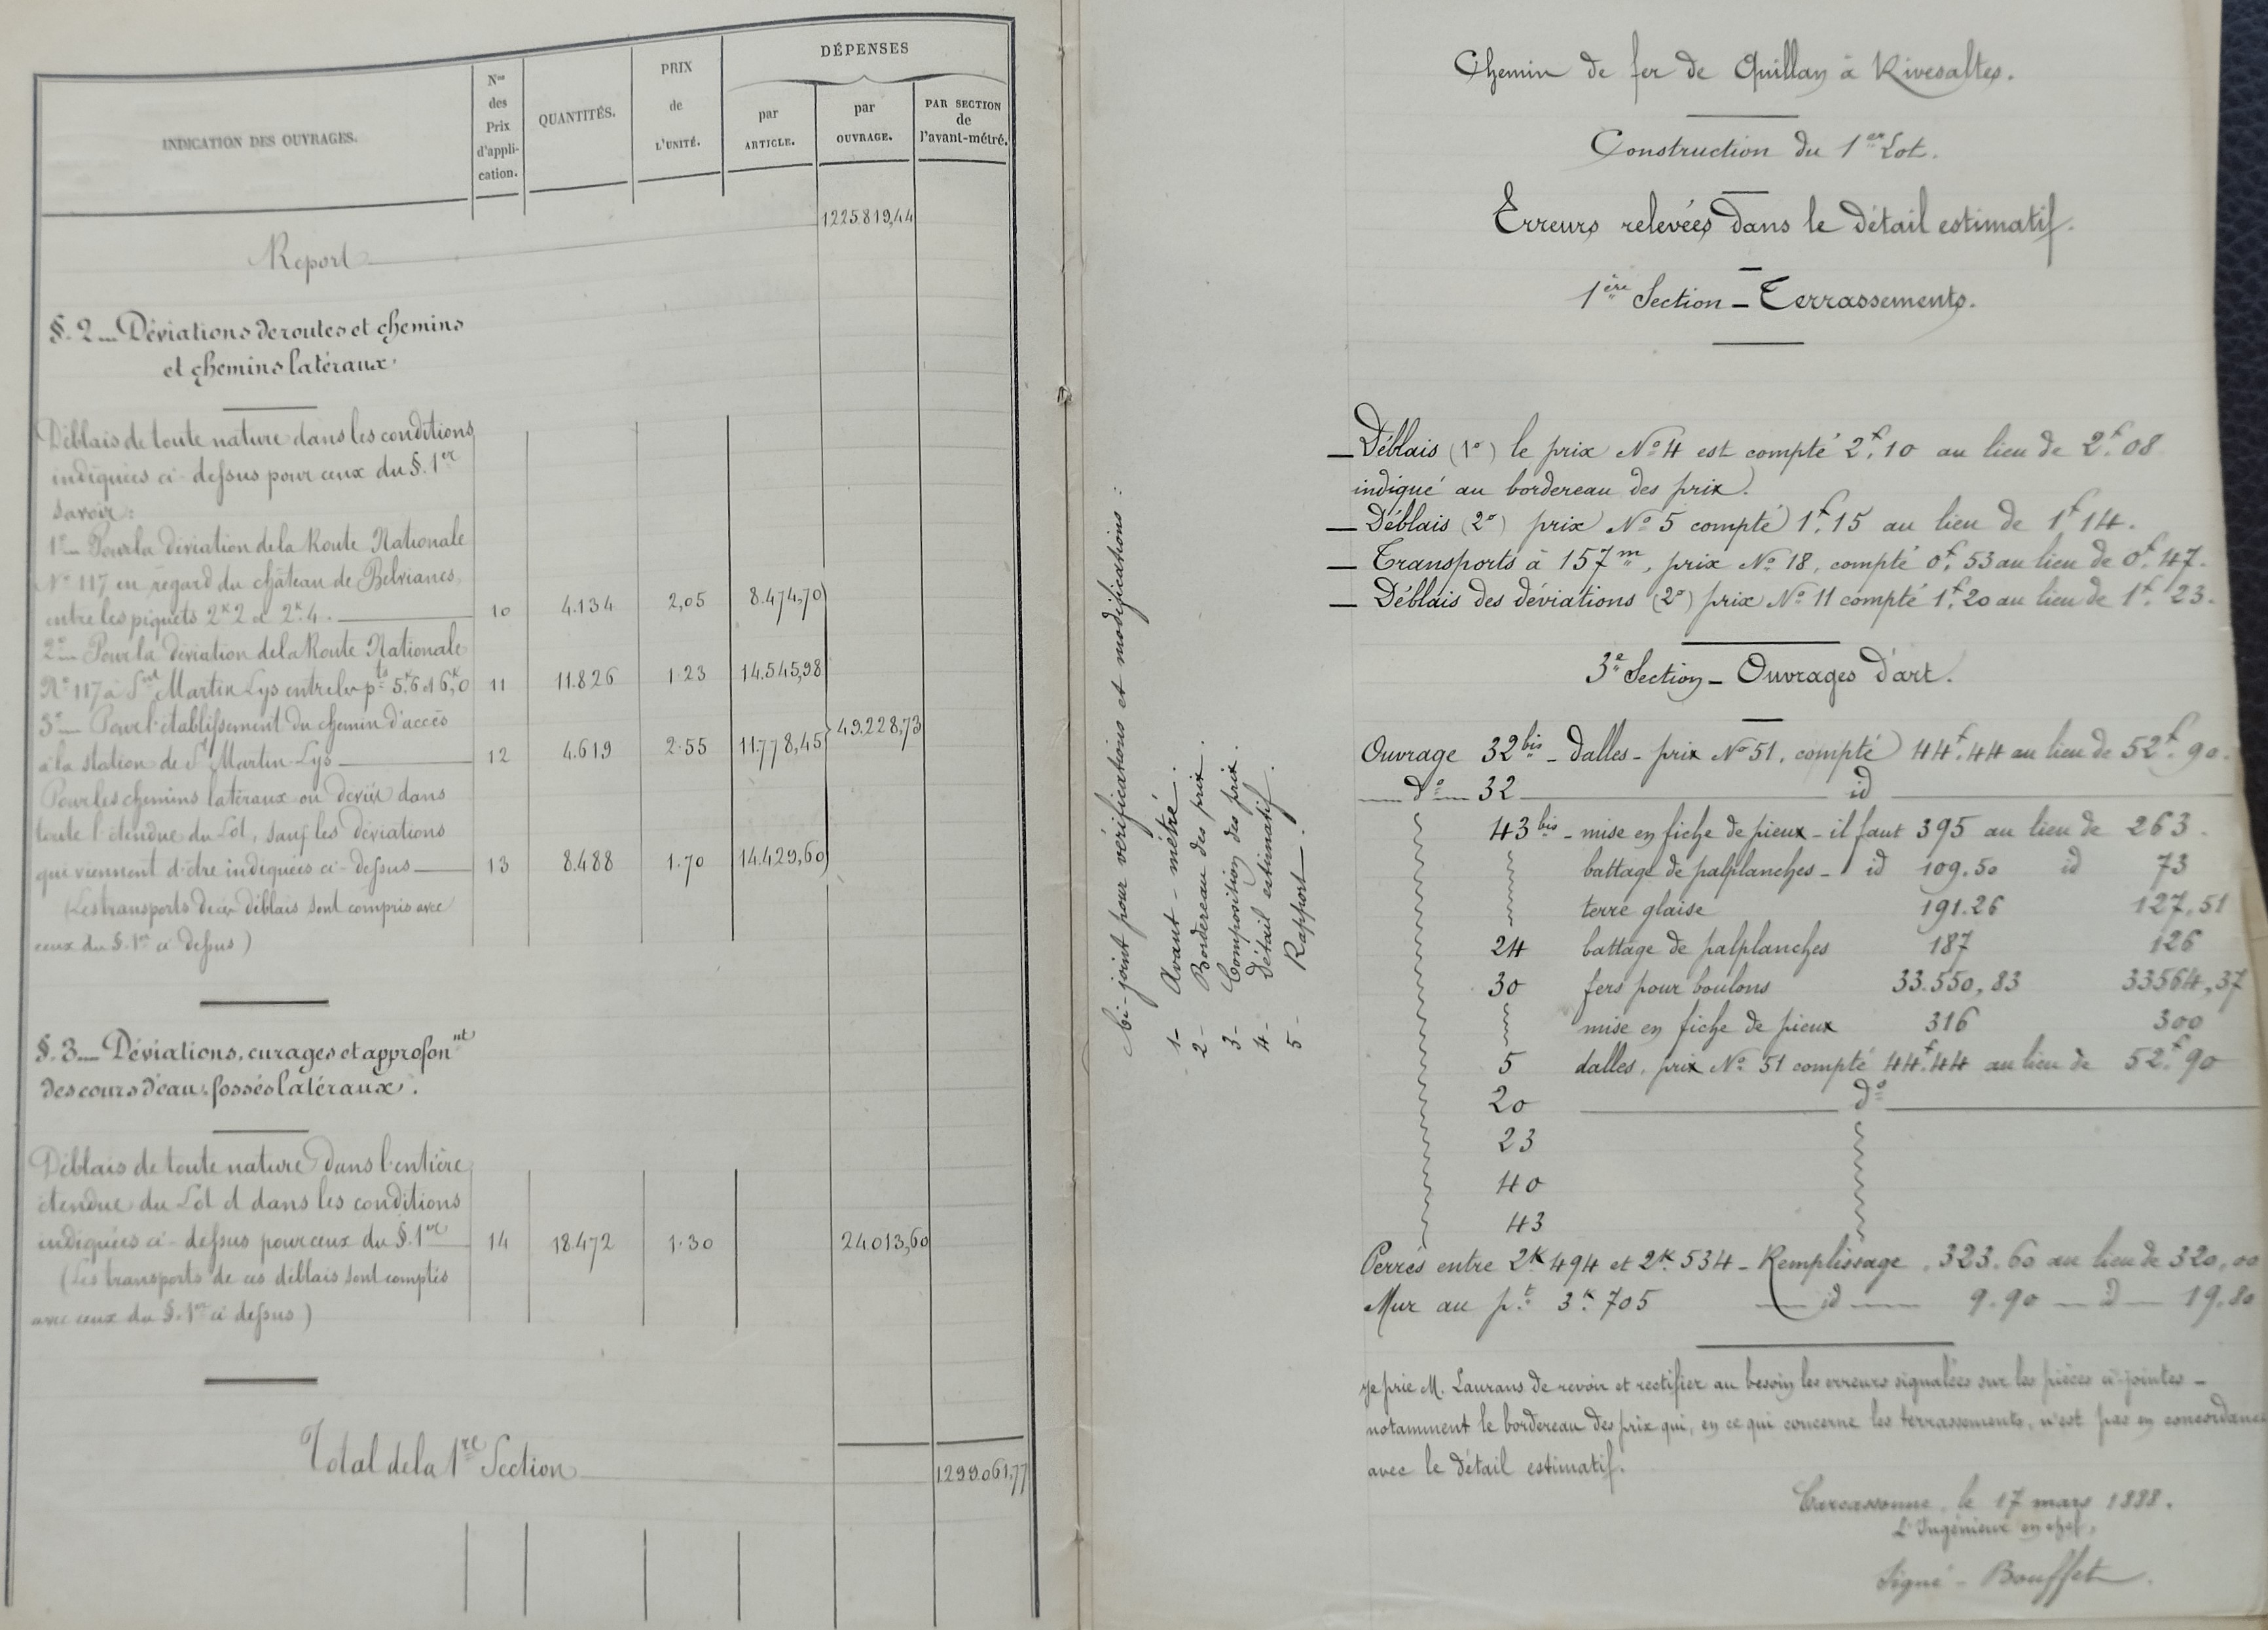 INDICATION DES OUVRAGES.
Nos
des
Prix
d'appli-
cation.
QUANTITÉS.
PRIX
de
L'UNITÉ.
DÉPENSES
par
ARTICLE.
par
OUVRAGE.
PAR SECTION
de
l'avant-métré.
Report 1225819,44
§. 2 — Déviations de routes et chemins
et chemins latéraux.
Déblais de toute nature dans les conditions
indiquées ci-dessus pour ceux du §. 1er
savoir:
1° — Pour la déviation de la Route Nationale
N° 117 en regard du château de Belvianes,
entre les piquets 2k2 et 2k.4. 10 4.134 2,05 8.474,70
2° — Pour la déviation de la Route Nationale
N° 117 à St Martin Lys entre les pts 5k.6 et 6k,0 11 11.826 1.23 14.545,98
3° — Pour l'établissement du chemin d'accès
à la station de St Martin-Lys 12 4.619 2.55 11.778,45 49.228,73
Pour les chemins latéraux ou déviés dans
toute l'étendue du Lot, sauf les déviations
qui viennent d'être indiquées ci-dessus 13 8.488 1.70 14.429,60
(Les transports de ces déblais sont compris avec
ceux du §. 1er ci dessus)
§. 3 — Déviations, curages et approfonnt
des cours d'eau, fossés latéraux.
Déblais de toute nature dans l'entière
étendue du Lot et dans les conditions
indiquées ci-dessus pour ceux du §. 1er 14 18.472 1.30 24013,60
(Les transports de ces déblais sont comptés
avec ceux du §. 1er ci dessus)
Total de la 1re Section 1.299.061,77
Ci-joint pour vérifications et modifications :
1 - Avant-métré.
2 - Bordereau des prix.
3 - Composition des prix.
4 - Détail estimatif.
5 - Rapport.
Chemin de fer de Quillan à Rivesaltes.
Construction du 1er Lot.
Erreurs relevées dans le détail estimatif.
1ère Section — Terrassements.
— Déblais (1°) le prix N° 4 est compté 2f.10 au lieu de 2f.08
indiqué au bordereau des prix.
— Déblais (2°) prix N° 5 compté 1f.15 au lieu de 1f14.
— Transports à 157m, prix N° 18, compté 0f.53 au lieu de 0f.47.
— Déblais des déviations (2°) prix N° 11 compté 1f.20 au lieu de 1f.23.
3e Section — Ouvrages d'art.
Ouvrage 32bis - dalles - prix N° 51, compté 44f.44 au lieu de 52f.90.
d° 32 id
43bis - mise en fiche de pieux - il faut 395 au lieu de 263.
battage de palplanches - id 109.50 id 73
terre glaise 191.26 127.51
24 battage de palplanches 187 126
30 fers pour boulons 33.550,83 33564,37
mise en fiche de pieux 316 300
5 dalles, prix N° 51 compté 44f.44 au lieu de 52f.90
20 d°
23
40
43
Perrés entre 2k494 et 2k.534 - Remplissage, 323.60 au lieu de 320,00
Mur au pt. 3k.705 — id — 9.90 — d — 19.80
Je prie M. Laurans de revoir et rectifier au besoin les erreurs signalées sur les pièces ci-jointes -
notamment le bordereau des prix qui, en ce qui concerne les terrassements, n'est pas en concordance
avec le détail estimatif.
Carcassonne, le 17 mars 1888.
L'Ingénieur en chef,
Signé - Bouffet.